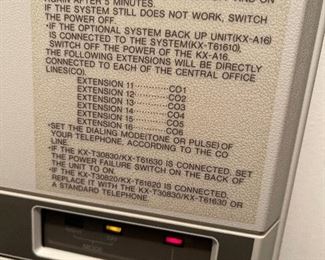 AGAIN AFTER 5 MINUTES.
IF THE SYSTEM STILL DOES NOT WORK, SWITCH
THE POWER OFF.
•IF THE OPTIONAL SYSTEM BACK UP UNIT(KX-A16)
IS CONNECTED TO THE SYSTEM(KX-T61610),
SWITCH OFF THE POWER OF THE KX-A16.
THE FOLLOWING EXTENSIONS WILL BE DIRECTLY
CONNECTED TO EACH OF THE CENTRAL OFFICE
LINES(CO).
EXTENSION 11............CO1
EXTENSION 12............CO2
EXTENSION 13............CO3
EXTENSION 14............CO4
EXTENSION 15............CO5
EXTENSION 16............CO6
•SET THE DIALING MODE(TONE or PULSE) OF
YOUR TELEPHONE, ACCORDING TO THE CO
LINE.
•IF THE KX-T30820/KX-T61630 IS CONNECTED, SET
THE POWER FAILURE SWITCH ON THE BACK OF
THE UNIT TO ON.
•IF THE KX-T30820/KX-T61620 IS CONNECTED,
REPLACE IT WITH THE KX-T30830/KX-T61630 OR
A STANDARD TELEPHONE.
MODE